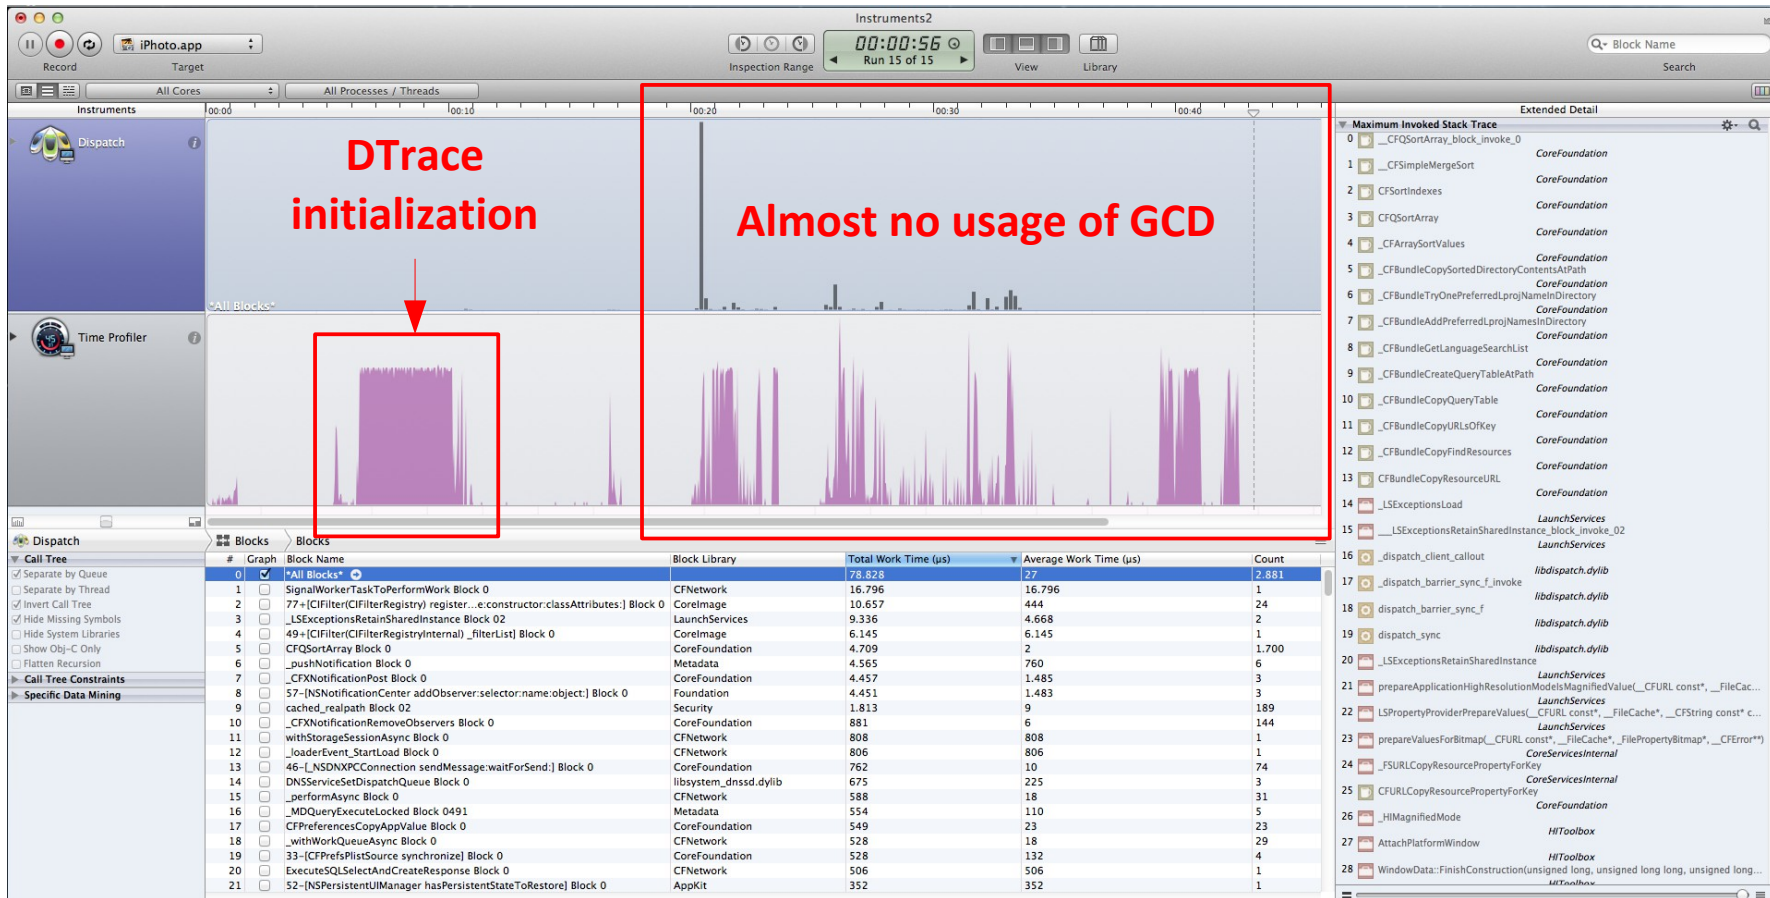 Instruments2
iPhoto.app
00:00:56
Run 15 of 15
Record
Target
Inspection Range
View
Library
Block Name
Search
All Cores
All Processes / Threads
Instruments
00:00
00:10
00:20
00:30
00:40
Extended Detail
Dispatch
*All Blocks*
Time Profiler
DTrace
initialization
Almost no usage of GCD
Maximum Invoked Stack Trace
0 __CFQSortArray_block_invoke_0
CoreFoundation
1 __CFSimpleMergeSort
CoreFoundation
2 CFSortIndexes
CoreFoundation
3 CFQSortArray
CoreFoundation
4 _CFArraySortValues
CoreFoundation
5 _CFBundleCopySortedDirectoryContentsAtPath
CoreFoundation
6 _CFBundleTryOnePreferredLprojNameInDirectory
CoreFoundation
7 _CFBundleAddPreferredLprojNamesInDirectory
CoreFoundation
8 _CFBundleGetLanguageSearchList
CoreFoundation
9 _CFBundleCreateQueryTableAtPath
CoreFoundation
10 _CFBundleCopyQueryTable
CoreFoundation
11 _CFBundleCopyURLsOfKey
CoreFoundation
12 _CFBundleCopyFindResources
CoreFoundation
13 CFBundleCopyResourceURL
CoreFoundation
14 _LSExceptionsLoad
LaunchServices
15 ___LSExceptionsRetainSharedInstance_block_invoke_02
LaunchServices
16 _dispatch_client_callout
libdispatch.dylib
17 _dispatch_barrier_sync_f_invoke
libdispatch.dylib
18 dispatch_barrier_sync_f
libdispatch.dylib
19 dispatch_sync
libdispatch.dylib
20 _LSExceptionsRetainSharedInstance
LaunchServices
21 prepareApplicationHighResolutionModeIsMagnifiedValue(__CFURL const*, __FileCac...
LaunchServices
22 LSPropertyProviderPrepareValues(__CFURL const*, __FileCache*, __CFString const* c...
LaunchServices
23 prepareValuesForBitmap(__CFURL const*, __FileCache*, _FilePropertyBitmap*, __CFError**)
CoreServicesInternal
24 _FSURLCopyResourcePropertyForKey
CoreServicesInternal
25 CFURLCopyResourcePropertyForKey
CoreFoundation
26 _HIMagnifiedMode
HIToolbox
27 AttachPlatformWindow
HIToolbox
28 WindowData::FinishConstruction(unsigned long, unsigned long long, unsigned long...
HIToolbox
Dispatch
Blocks
Blocks
Call Tree
Separate by Queue
Separate by Thread
Invert Call Tree
Hide Missing Symbols
Hide System Libraries
Show Obj-C Only
Flatten Recursion
Call Tree Constraints
Specific Data Mining
# Graph Block Name Block Library Total Work Time (µs) Average Work Time (µs) Count
0 *All Blocks* 78.828 27 2.881
1 SignalWorkerTaskToPerformWork Block 0 CFNetwork 16.796 16.796 1
2 77+[CIFilter(CIFilterRegistry) register...e:constructor:classAttributes:] Block 0 CoreImage 10.657 444 24
3 _LSExceptionsRetainSharedInstance Block 02 LaunchServices 9.336 4.668 2
4 49+[CIFilter(CIFilterRegistryInternal) _filterList] Block 0 CoreImage 6.145 6.145 1
5 CFQSortArray Block 0 CoreFoundation 4.709 2 1.700
6 _pushNotification Block 0 Metadata 4.565 760 6
7 _CFXNotificationPost Block 0 CoreFoundation 4.457 1.485 3
8 57-[NSNotificationCenter addObserver:selector:name:object:] Block 0 Foundation 4.451 1.483 3
9 cached_realpath Block 02 Security 1.813 9 189
10 _CFXNotificationRemoveObservers Block 0 CoreFoundation 881 6 144
11 withStorageSessionAsync Block 0 CFNetwork 808 808 1
12 _loaderEvent_StartLoad Block 0 CFNetwork 806 806 1
13 46-[_NSDNXPCConnection sendMessage:waitForSend:] Block 0 CoreFoundation 762 10 74
14 DNSServiceSetDispatchQueue Block 0 libsystem_dnssd.dylib 675 225 3
15 _performAsync Block 0 CFNetwork 588 18 31
16 _MDQueryExecuteLocked Block 0491 Metadata 554 110 5
17 CFPreferencesCopyAppValue Block 0 CoreFoundation 549 23 23
18 _withWorkQueueAsync Block 0 CFNetwork 528 18 29
19 33-[CFPrefsPlistSource synchronize] Block 0 CoreFoundation 528 132 4
20 ExecuteSQLSelectAndCreateResponse Block 0 CFNetwork 506 506 1
21 52-[NSPersistentUIManager hasPersistentStateToRestore] Block 0 AppKit 352 352 1